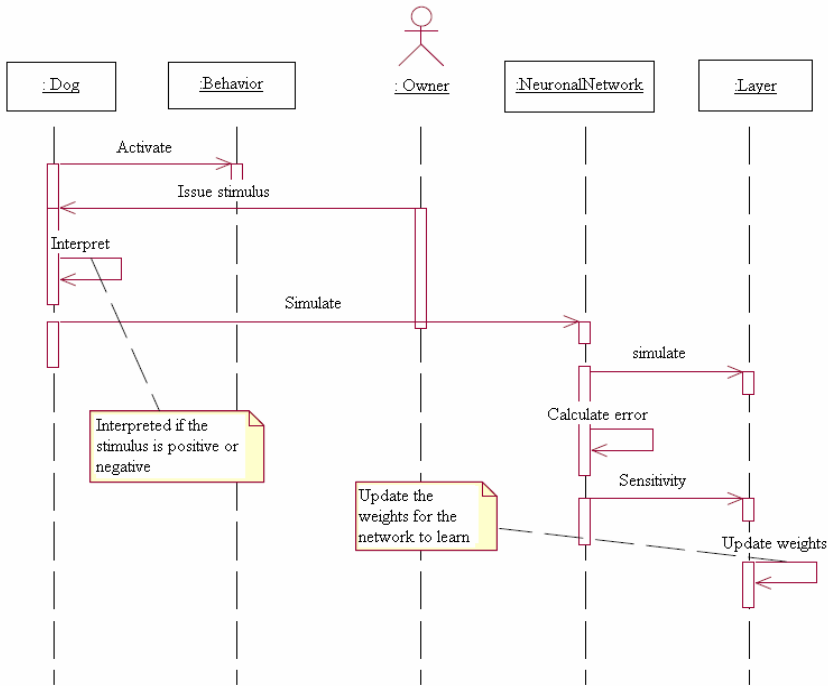 : Dog
:Behavior
: Owner
:NeuronalNetwork
:Layer
Activate
Issue stimulus
Interpret
Simulate
simulate
Interpreted if the
stimulus is positive or
negative
Calculate error
Sensitivity
Update the
weights for the
network to learn
Update weights